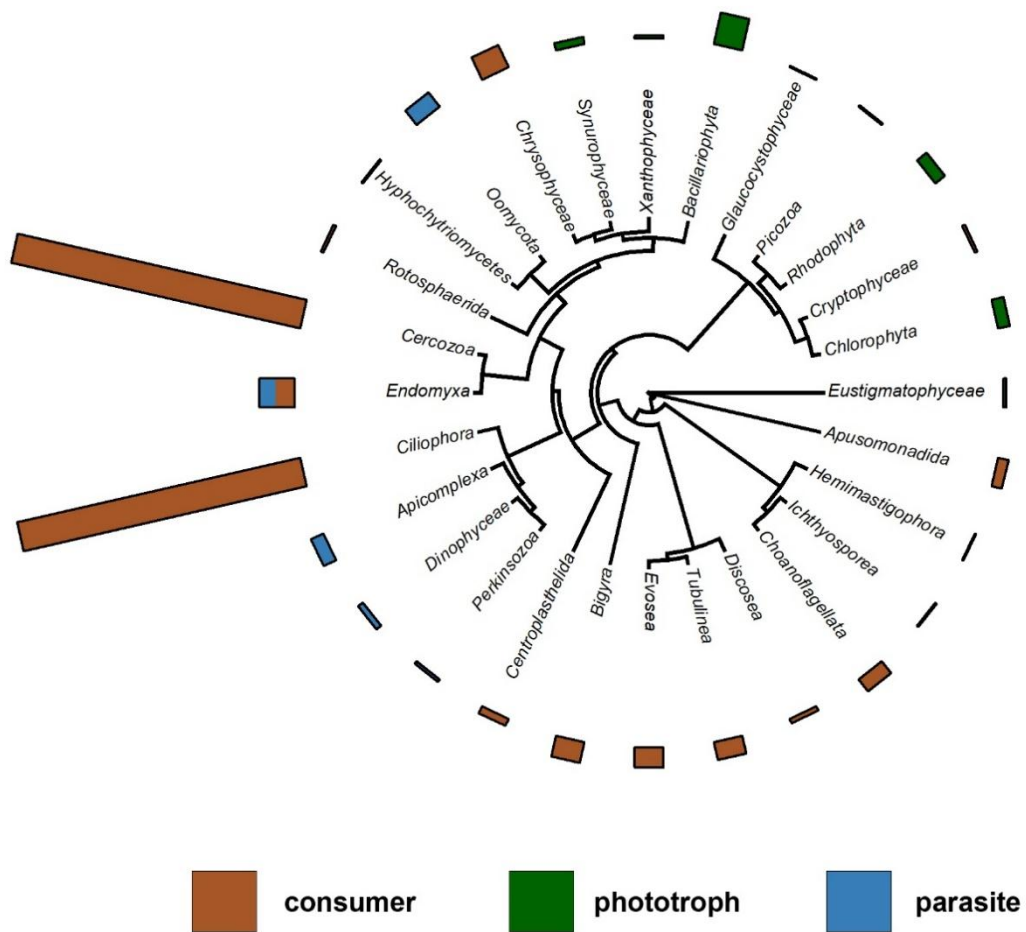 Hyphochytriomycetes
Oomycota
Chrysophyceae
Synurophyceae
Xanthophyceae
Bacillariophyta
Glaucocystophyceae
Picozoa
Rhodophyta
Cryptophyceae
Chlorophyta
Eustigmatophyceae
Apusomonadida
Hemimastigophora
Ichthyosporea
Choanoflagellata
Discosea
Tubulinea
Evosea
Bigyra
Centroplasthelida
Perkinsozoa
Dinophyceae
Apicomplexa
Ciliophora
Endomyxa
Cercozoa
Rotosphaerida
consumer
phototroph
parasite